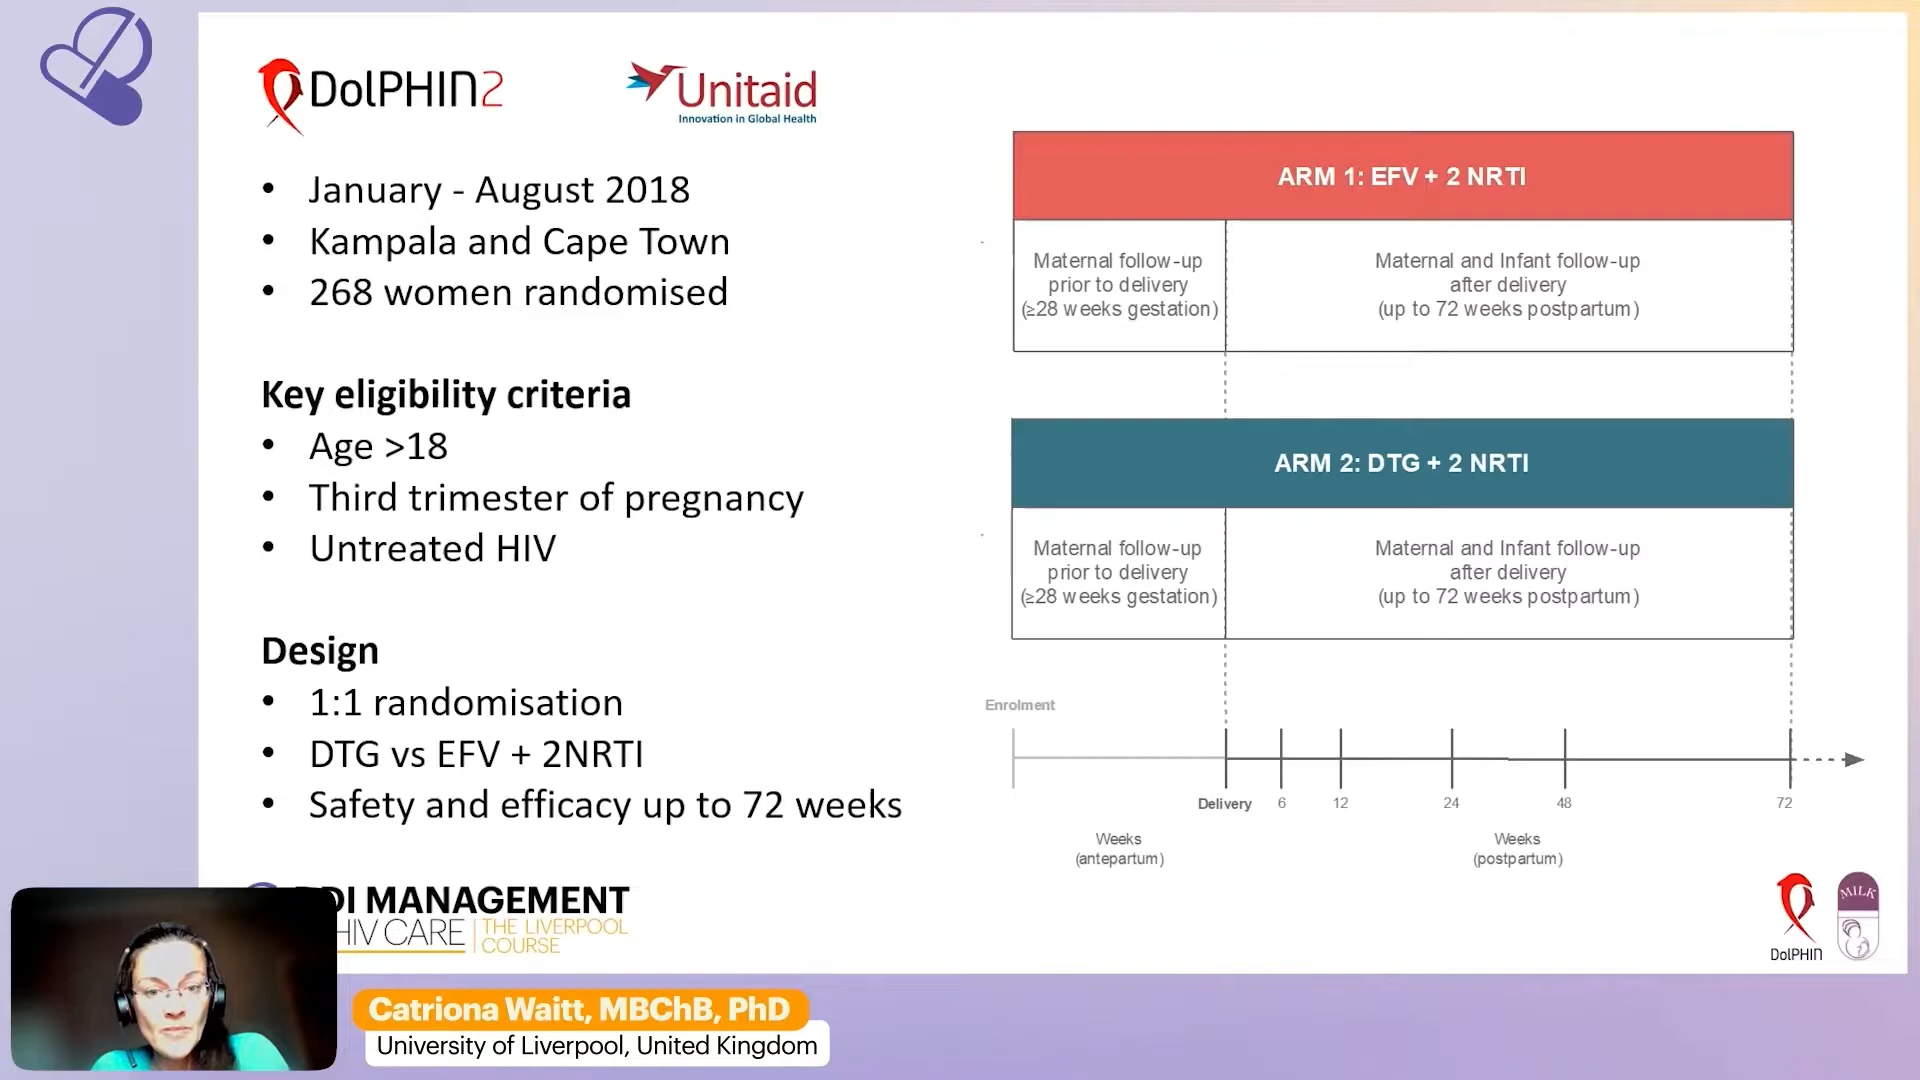 DolPHIN2
Unitaid
Innovation in Global Health
• January - August 2018
• Kampala and Cape Town
• 268 women randomised
Key eligibility criteria
• Age >18
• Third trimester of pregnancy
• Untreated HIV
Design
• 1:1 randomisation
• DTG vs EFV + 2NRTI
• Safety and efficacy up to 72 weeks
ARM 1: EFV + 2 NRTI
Maternal follow-up
prior to delivery
(≥28 weeks gestation)
Maternal and Infant follow-up
after delivery
(up to 72 weeks postpartum)
ARM 2: DTG + 2 NRTI
Maternal follow-up
prior to delivery
(≥28 weeks gestation)
Maternal and Infant follow-up
after delivery
(up to 72 weeks postpartum)
Enrolment
Delivery 6 12 24 48 72
Weeks
(antepartum)
Weeks
(postpartum)
DI MANAGEMENT
HIV CARE
THE LIVERPOOL
COURSE
DolPHIN
MILK
Catriona Waitt, MBChB, PhD
University of Liverpool, United Kingdom